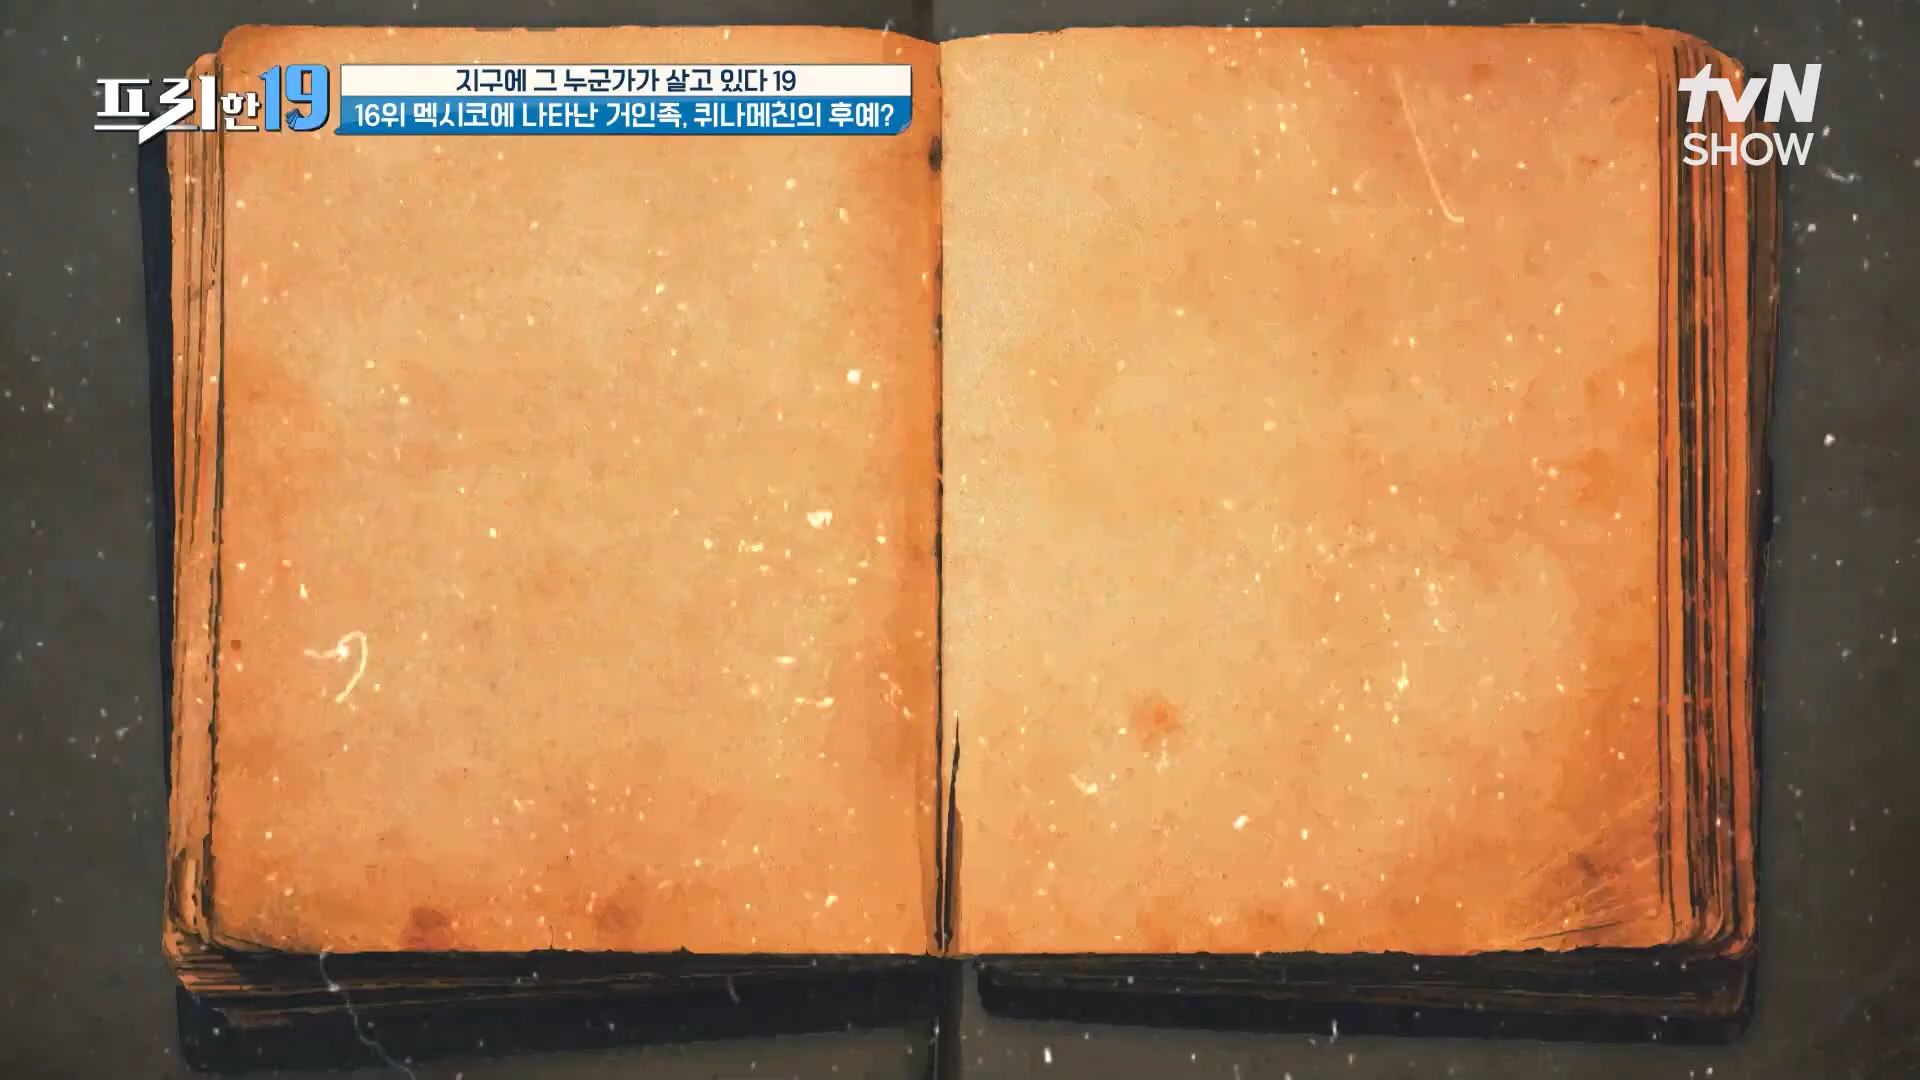 프리한19
지구에 그 누군가가 살고 있다 19
16위 멕시코에 나타난 거인족, 퀴나메친의 후예?
tvN
SHOW